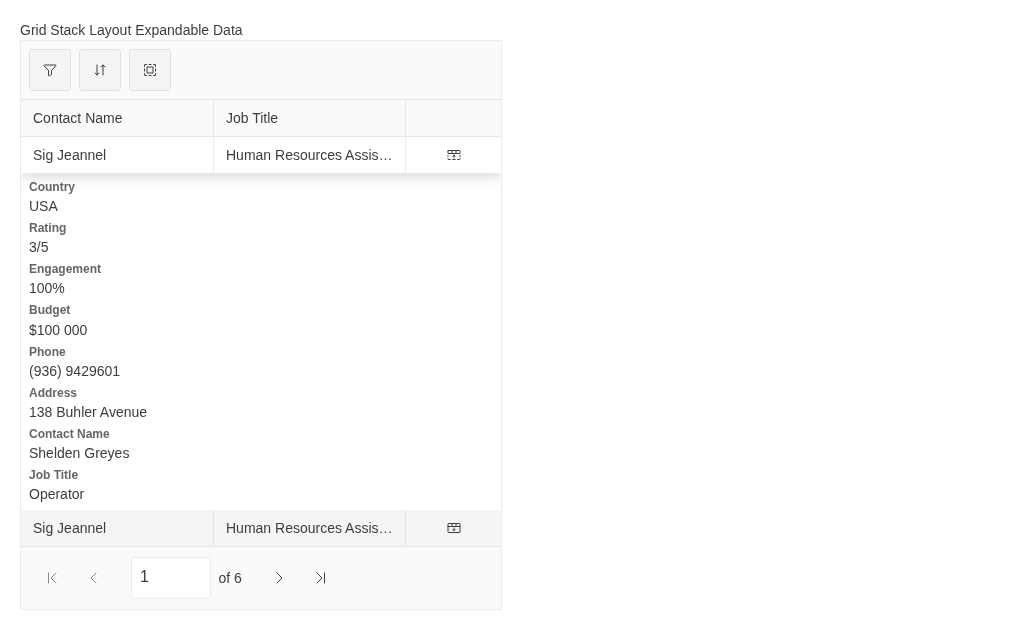 Grid Stack Layout Expandable Data
Contact Name Job Title
Sig Jeannel Human Resources Assis…
Country
USA
Rating
3/5
Engagement
100%
Budget
$100 000
Phone
(936) 9429601
Address
138 Buhler Avenue
Contact Name
Shelden Greyes
Job Title
Operator
Sig Jeannel Human Resources Assis…
1 of 6